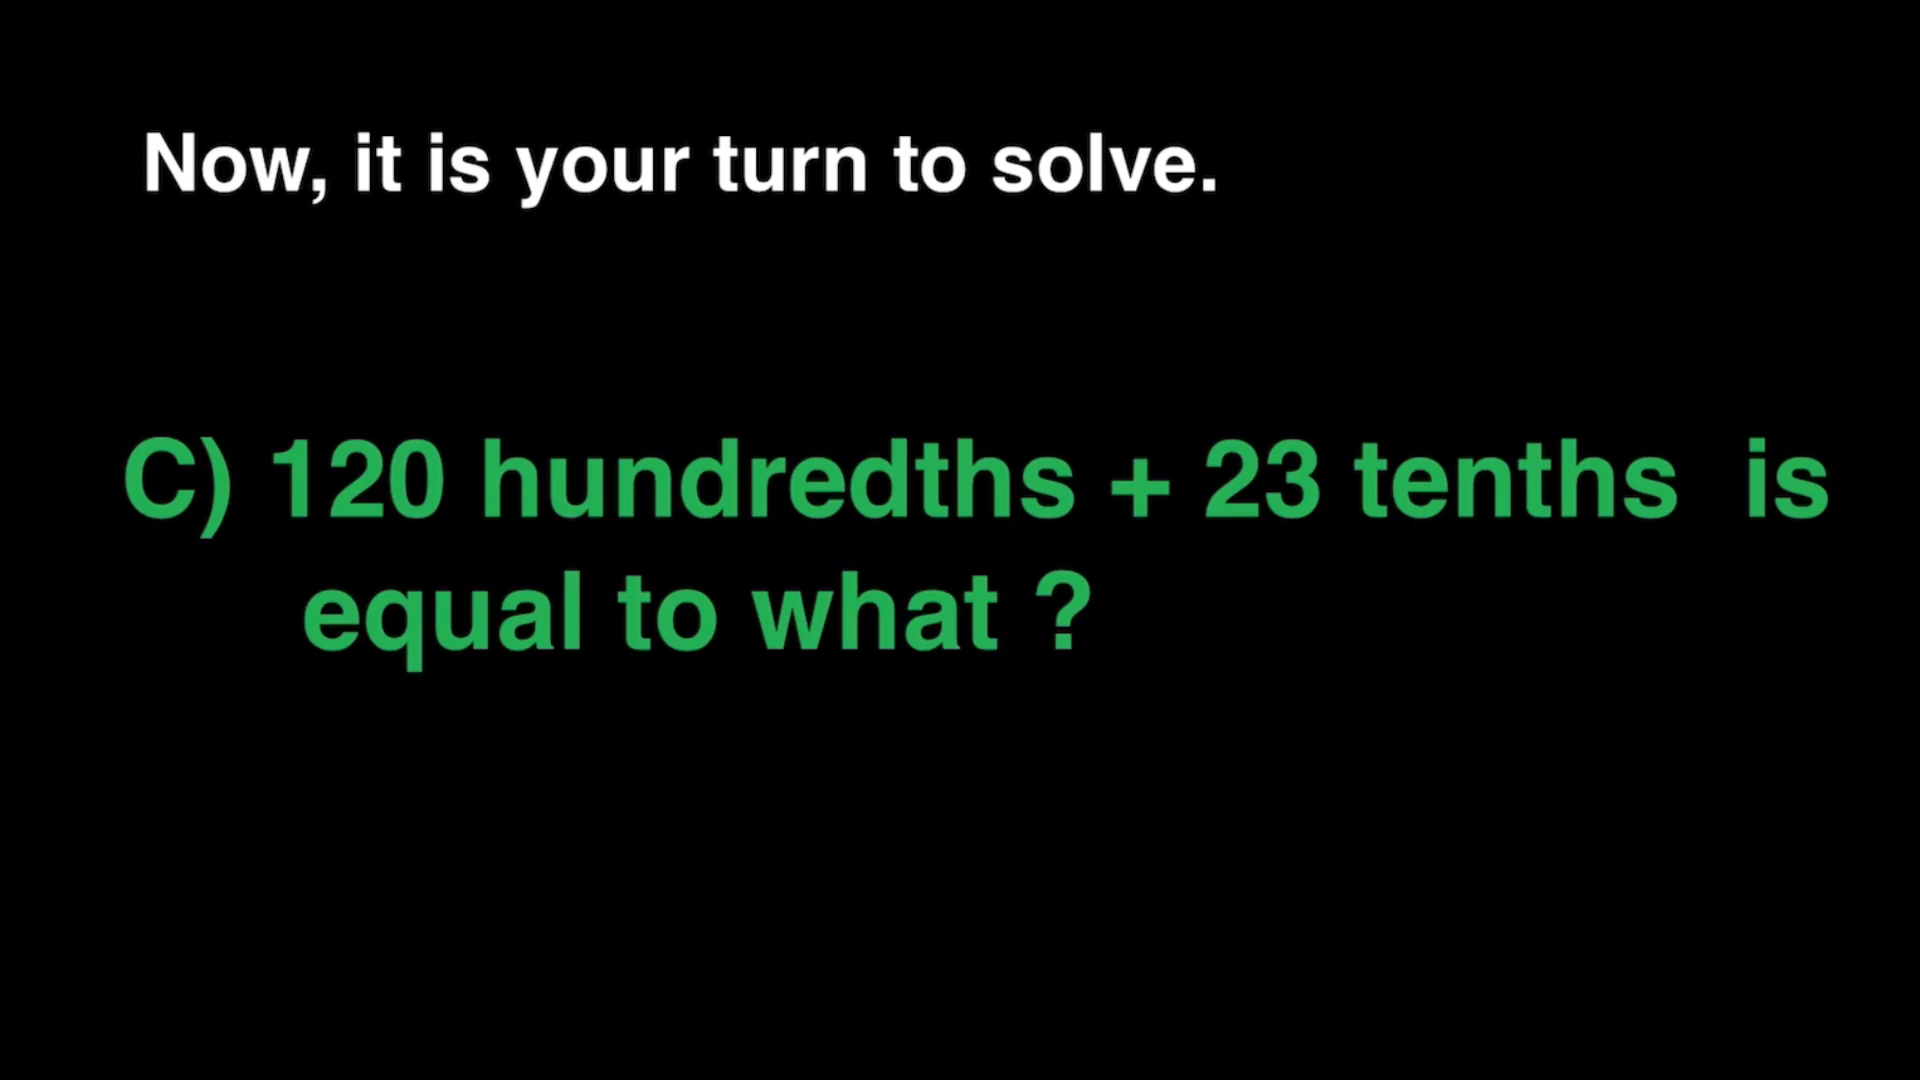 Now, it is your turn to solve.
C) 120 hundredths + 23 tenths is
equal to what ?